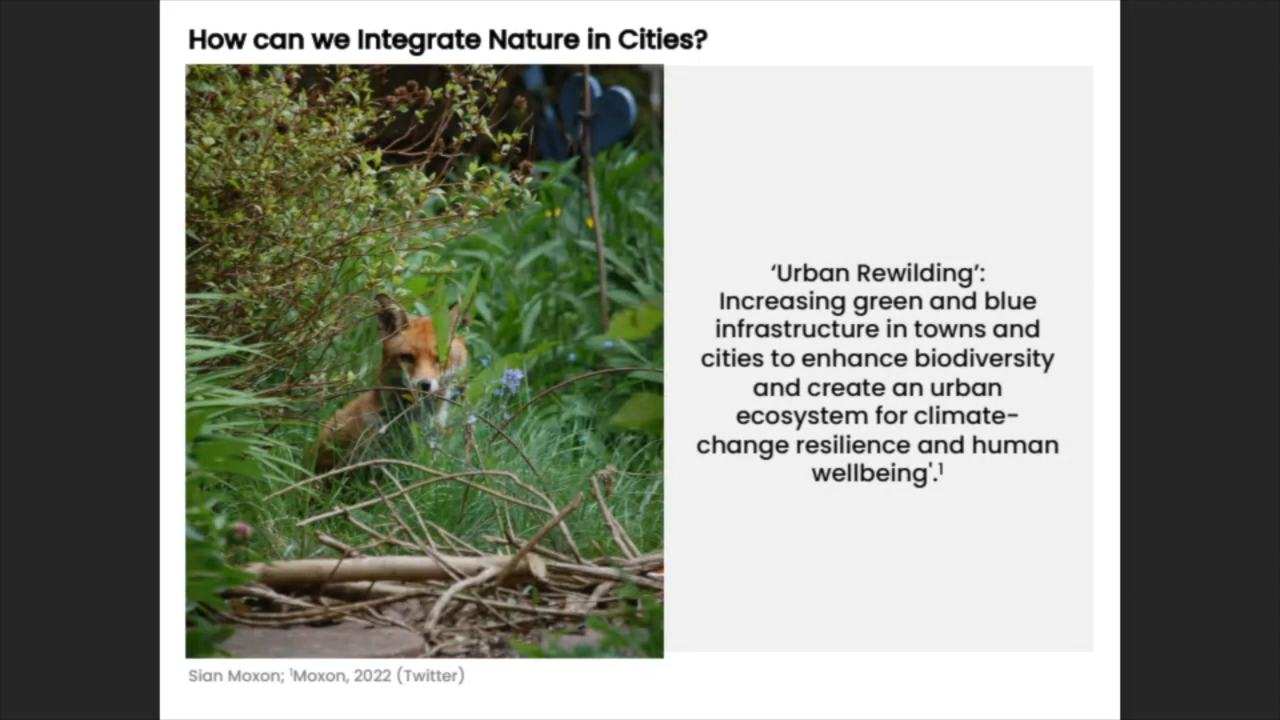 How can we Integrate Nature in Cities?
‘Urban Rewilding’:
Increasing green and blue
infrastructure in towns and
cities to enhance biodiversity
and create an urban
ecosystem for climate-
change resilience and human
wellbeing'.¹
Sian Moxon; ¹Moxon, 2022 (Twitter)